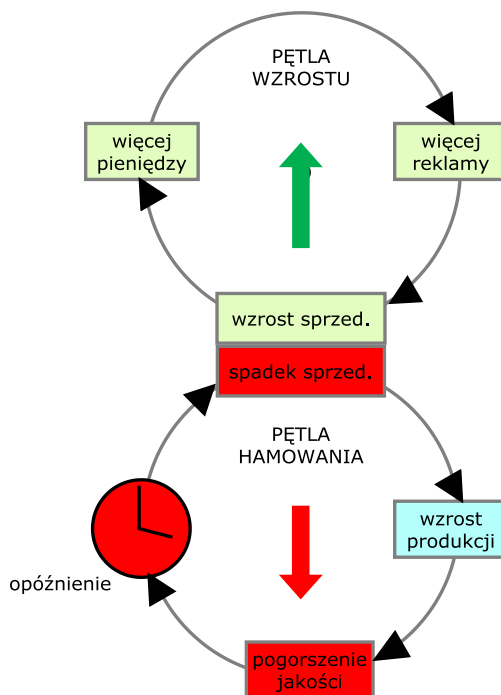 PĘTLA
WZROSTU
więcej
pieniędzy
więcej
reklamy
wzrost sprzed.
spadek sprzed.
PĘTLA
HAMOWANIA
wzrost
produkcji
opóźnienie
pogorszenie
jakości